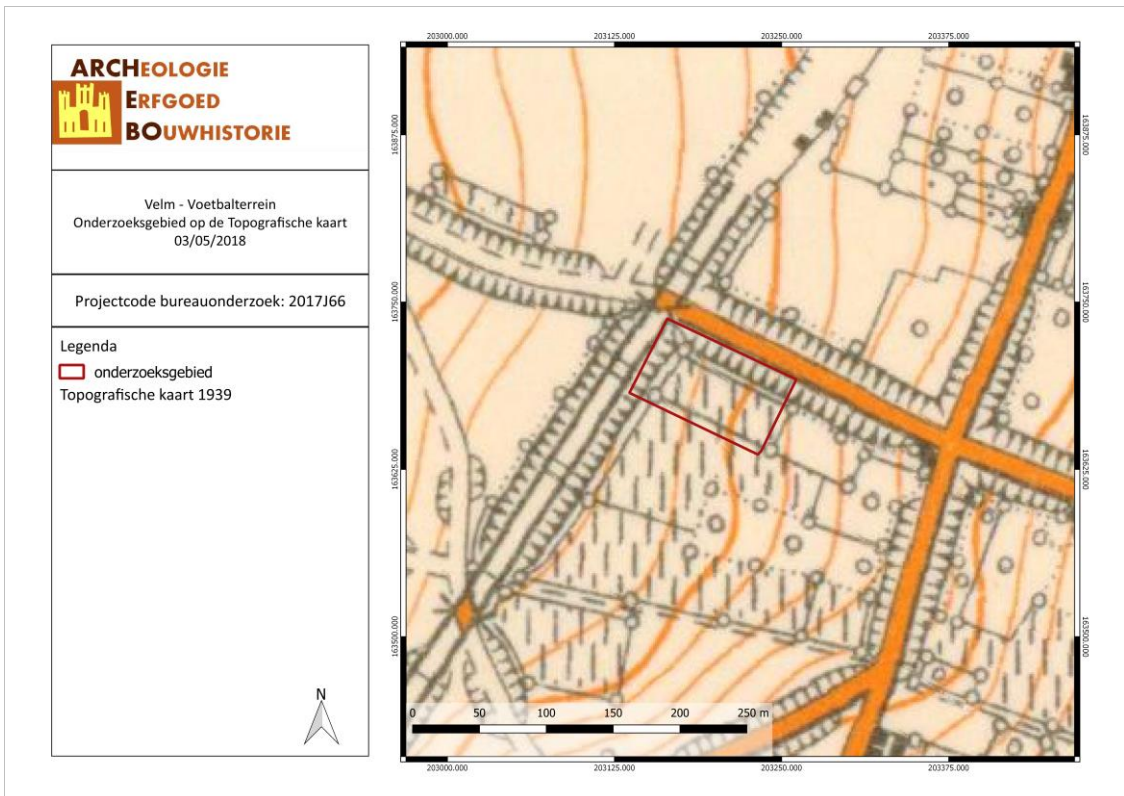 ARCHEOLOGIE
ERFGOED
BOUWHISTORIE
Velm - Voetbalterrein
Onderzoeksgebied op de Topografische kaart
03/05/2018
Projectcode bureauonderzoek: 2017J66
Legenda
onderzoeksgebied
Topografische kaart 1939
N
203000.000 203125.000 203250.000 203375.000
163875.000 163875.000
163750.000 163750.000
163625.000 163625.000
163500.000 163500.000
0 50 100 150 200 250 m
203000.000 203125.000 203250.000 203375.000